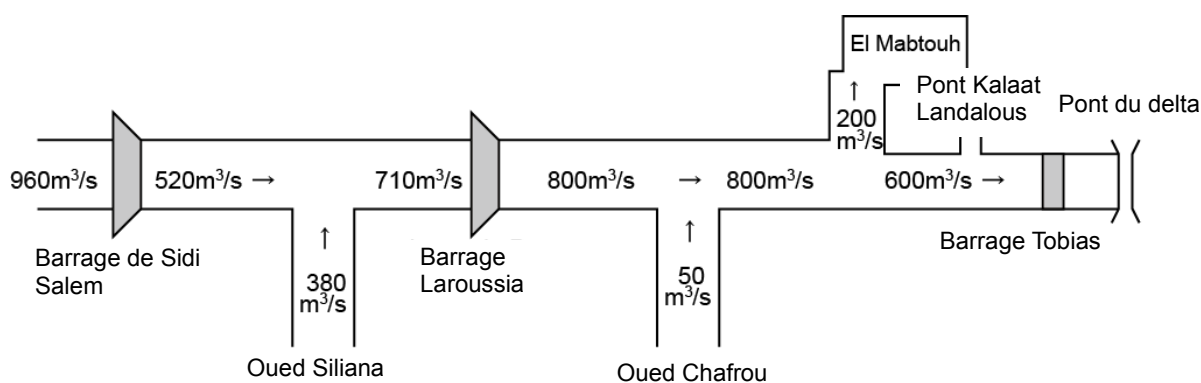 El Mabtouh
Pont Kalaat
Landalous
Pont du delta
↑
200
m³/s
960m³/s
520m³/s →
710m³/s
800m³/s
→
800m³/s
600m³/s →
Barrage de Sidi
Salem
↑
380
m³/s
Oued Siliana
Barrage
Laroussia
↑
50
m³/s
Oued Chafrou
Barrage Tobias